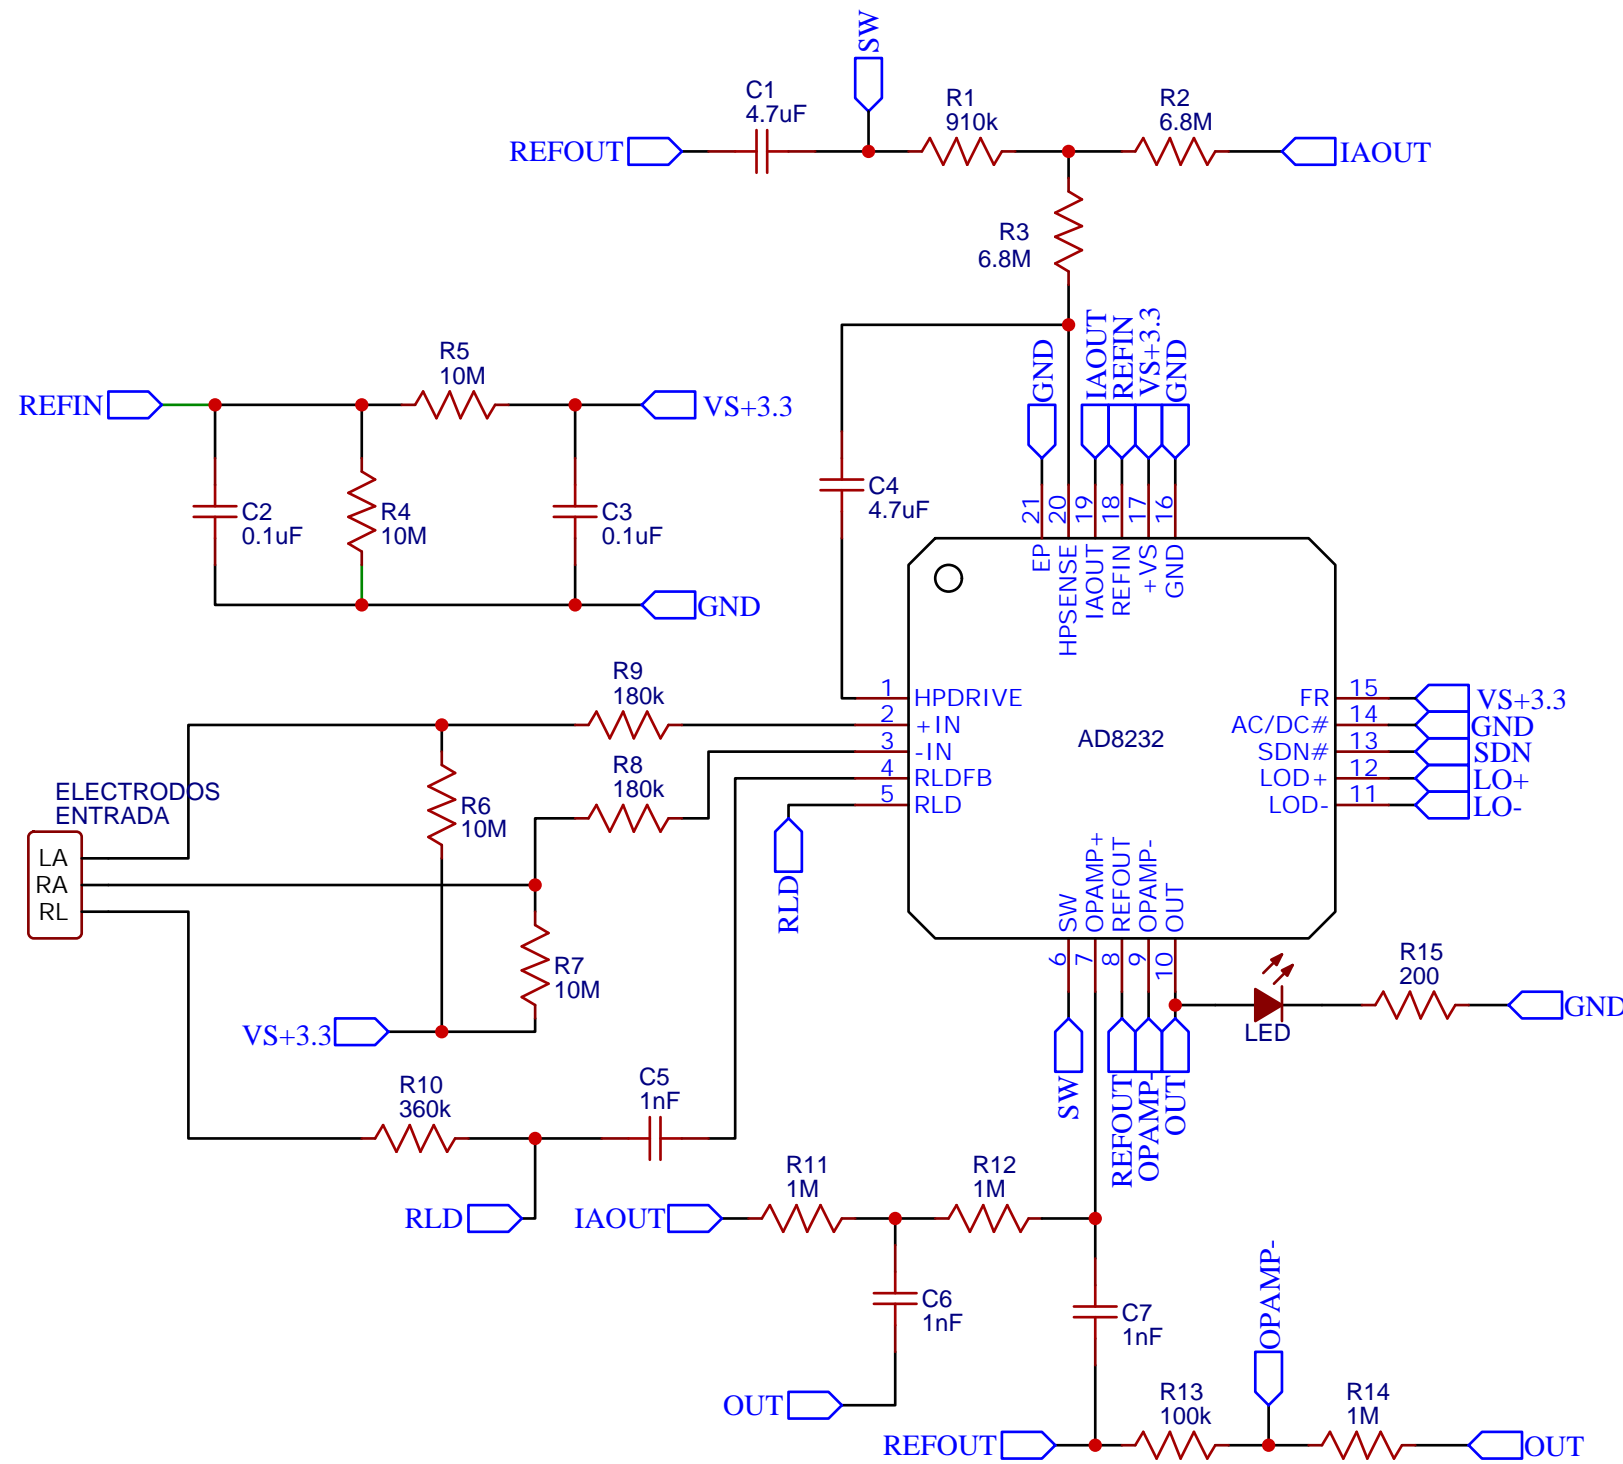 SW
C1
4.7uF
R1
910k
R2
6.8M
REFOUT
IAOUT
R3
6.8M
R5
10M
REFIN
VS+3.3
C2
0.1uF
R4
10M
C3
0.1uF
GND
C4
4.7uF
GND
IAOUT
REFIN
VS+3.3
GND
21
20
19
18
17
16
EP
HPSENSE
IAOUT
REFIN
+VS
GND
R9
180k
R8
180k
1
HPDRIVE
2
+IN
3
-IN
4
RLDFB
5
RLD
AD8232
FR
15
VS+3.3
AC/DC#
14
GND
SDN#
13
SDN
LOD+
12
LO+
LOD-
11
LO-
ELECTRODOS
ENTRADA
LA
RA
RL
R6
10M
R7
10M
VS+3.3
RLD
SW
OPAMP+
REFOUT
OPAMP-
OUT
6
7
8
9
10
SW
REFOUT
OPAMP-
OUT
LED
R15
200
GND
R10
360k
C5
1nF
RLD
IAOUT
R11
1M
R12
1M
C6
1nF
C7
1nF
OUT
OPAMP-
REFOUT
R13
100k
R14
1M
OUT